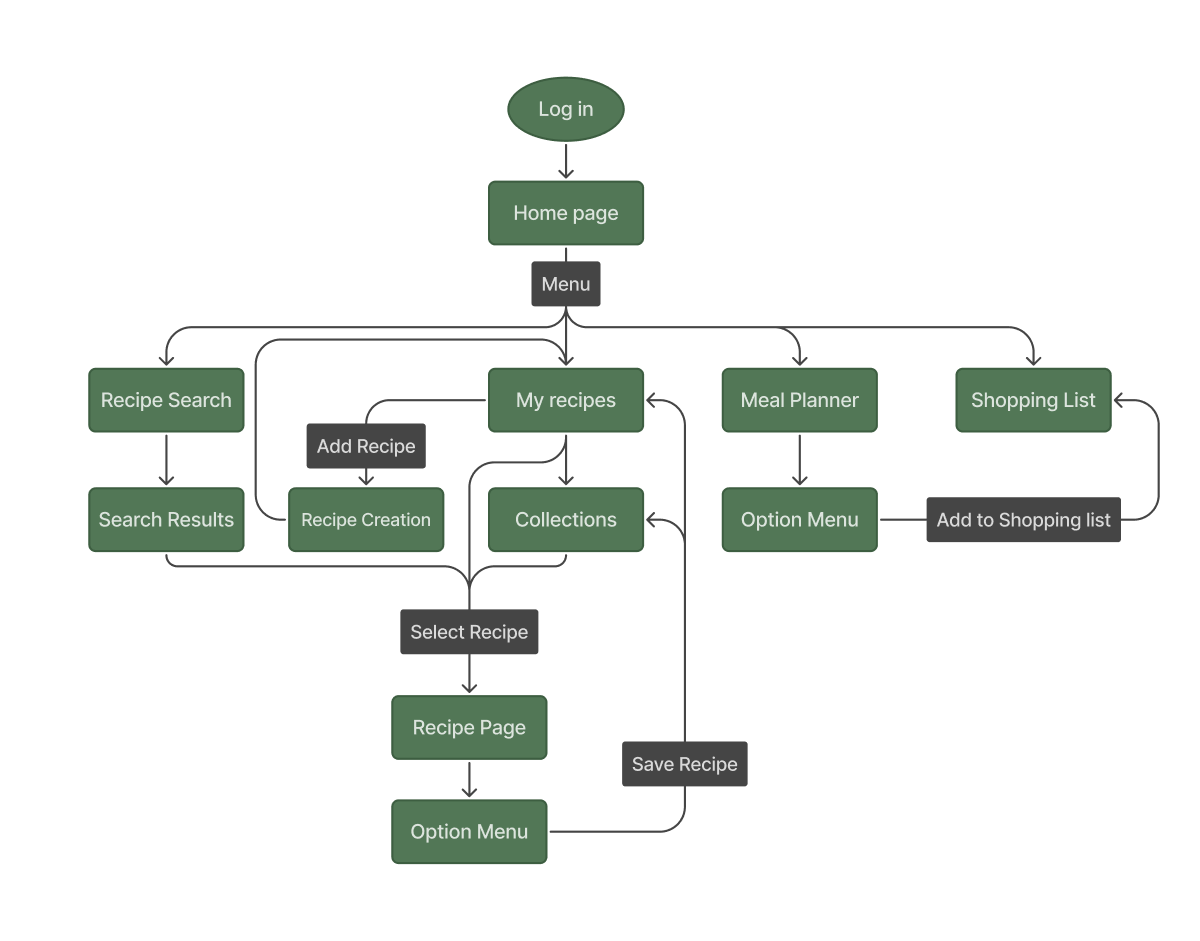 Log in
Home page
Menu
Recipe Search
My recipes
Meal Planner
Shopping List
Add Recipe
Search Results
Recipe Creation
Collections
Option Menu
Add to Shopping list
Select Recipe
Recipe Page
Save Recipe
Option Menu